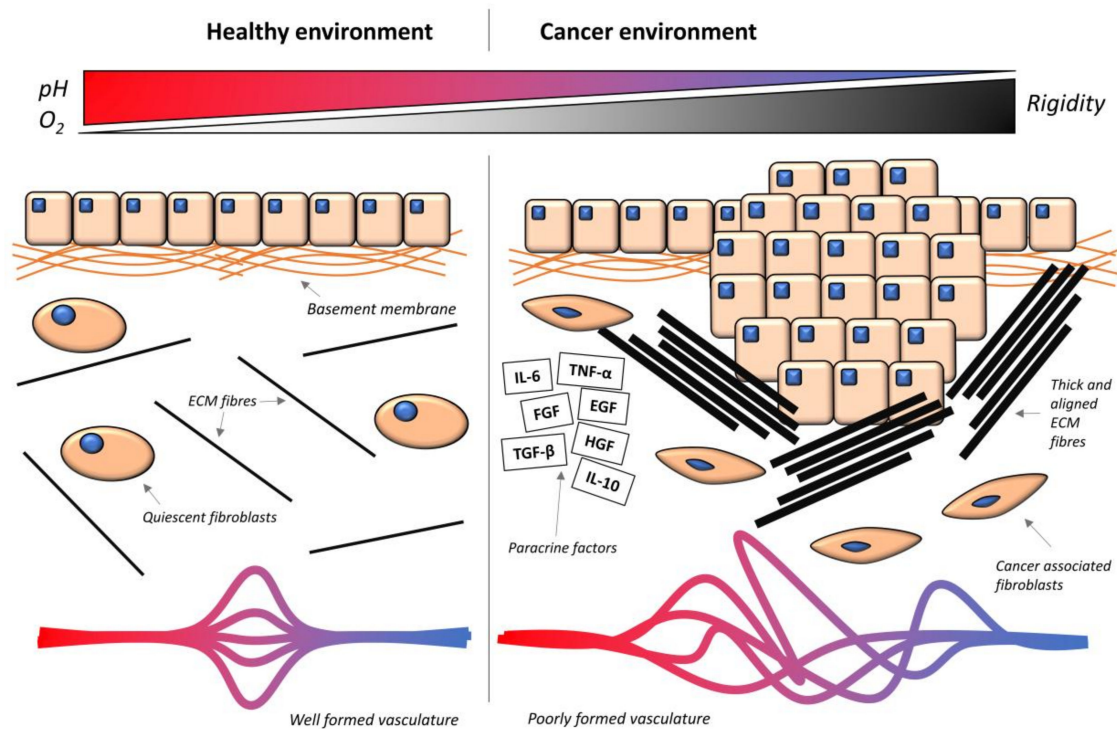 Healthy environment
Cancer environment
pH
O₂
Rigidity
Basement membrane
ECM fibres
Quiescent fibroblasts
Well formed vasculature
IL-6
TNF-α
FGF
EGF
TGF-β
HGF
IL-10
Paracrine factors
Thick and
aligned
ECM
fibres
Cancer associated
fibroblasts
Poorly formed vasculature